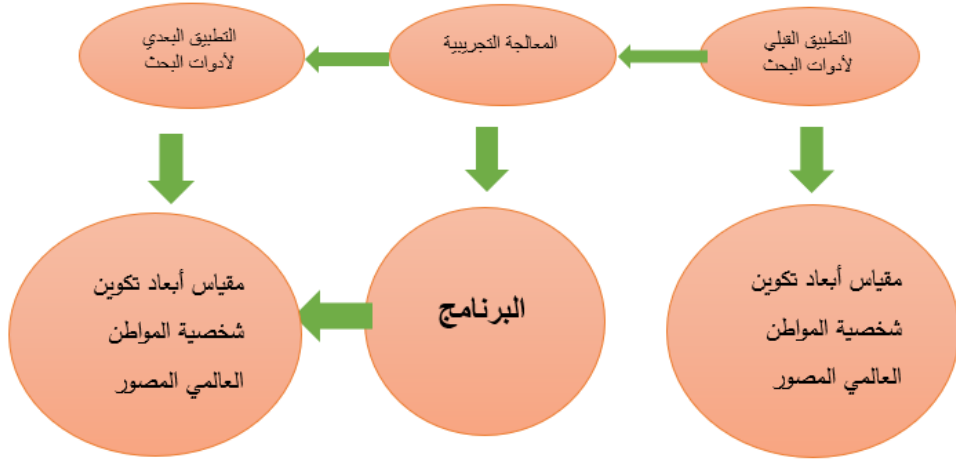 التطبيق القبلي
لأدوات البحث
المعالجة التجريبية
التطبيق البعدي
لأدوات البحث
مقياس أبعاد تكوين
شخصية المواطن
العالمي المصور
البرنامج
مقياس أبعاد تكوين
شخصية المواطن
العالمي المصور